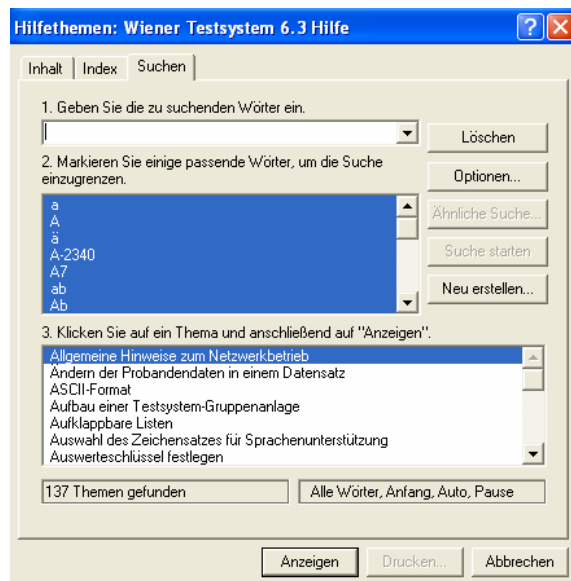 Hilfethemen: Wiener Testsystem 6.3 Hilfe
Inhalt Index Suchen
1. Geben Sie die zu suchenden Wörter ein.
Löschen
2. Markieren Sie einige passende Wörter, um die Suche
einzugrenzen.
Optionen...
a
A
ä
A-2340
A7
ab
Ab
Ähnliche Suche...
Suche starten
Neu erstellen...
3. Klicken Sie auf ein Thema und anschließend auf "Anzeigen".
Allgemeine Hinweise zum Netzwerkbetrieb
Ändern der Probandendaten in einem Datensatz
ASCII-Format
Aufbau einer Testsystem-Gruppenanlage
Aufklappbare Listen
Auswahl des Zeichensatzes für Sprachenunterstützung
Auswerteschlüssel festlegen
137 Themen gefunden
Alle Wörter, Anfang, Auto, Pause
Anzeigen Drucken... Abbrechen